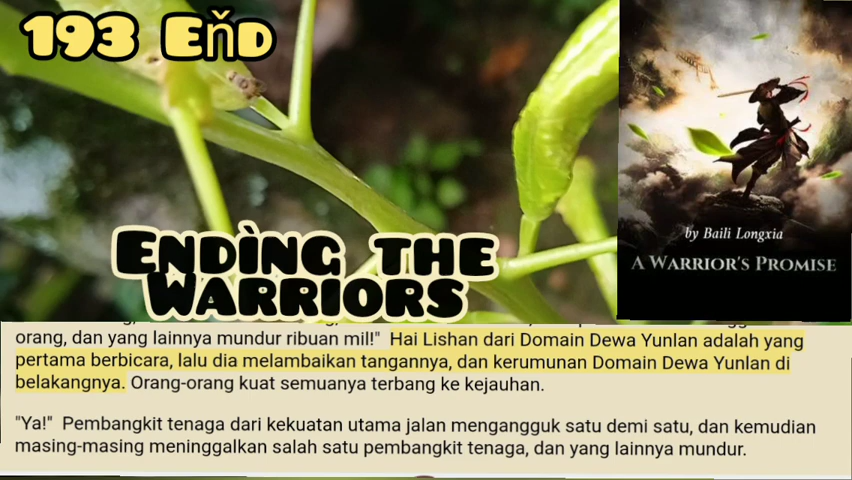 193 Eňd
Endìng the
Warriors
by Baili Longxia
A Warrior's Promise
orang, dan yang lainnya mundur ribuan mil!" Hai Lishan dari Domain Dewa Yunlan adalah yang
pertama berbicara, lalu dia melambaikan tangannya, dan kerumunan Domain Dewa Yunlan di
belakangnya. Orang-orang kuat semuanya terbang ke kejauhan.
"Ya!" Pembangkit tenaga dari kekuatan utama jalan mengangguk satu demi satu, dan kemudian
masing-masing meninggalkan salah satu pembangkit tenaga, dan yang lainnya mundur.